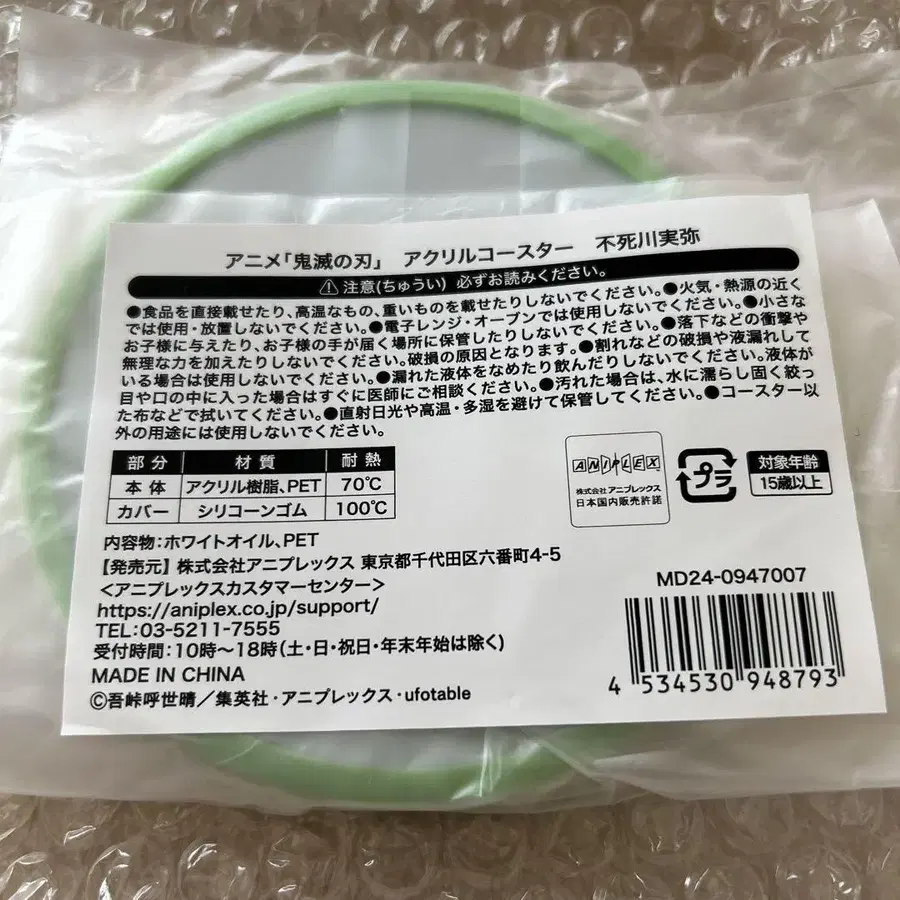 アニメ「鬼滅の刃」 アクリルコースター 不死川実弥
⚠注意(ちゅうい) 必ずお読みください。
●食品を直接載せたり、高温なもの、重いものを載せたりしないでください。●火気・熱源の近く
では使用・放置しないでください。●電子レンジ・オーブンでは使用しないでください。●小さな
お子様に与えたり、お子様の手が届く場所に保管したりしないでください。●落下などの衝撃や
無理な力を加えたりしないでください。破損の原因となります。●割れなどの破損や液漏れして
いる場合は使用しないでください。●漏れた液体をなめたり飲んだりしないでください。液体が
目や口の中に入った場合はすぐに医師にご相談ください。●汚れた場合は、水に濡らし固く絞っ
た布などで拭いてください。●直射日光や高温・多湿を避けて保管してください。●コースター以
外の用途には使用しないでください。
部分 材質 耐熱
本体 アクリル樹脂、PET 70℃
カバー シリコーンゴム 100℃
ANIPLEX
株式会社アニプレックス
日本国内販売許諾
プラ
対象年齢
15歳以上
内容物:ホワイトオイル、PET
【発売元】株式会社アニプレックス 東京都千代田区六番町4-5
<アニプレックスカスタマーセンター>
https://aniplex.co.jp/support/
TEL:03-5211-7555
受付時間:10時〜18時(土・日・祝日・年末年始は除く)
MADE IN CHINA
©吾峠呼世晴／集英社・アニプレックス・ufotable
MD24-0947007
4 534530 948793